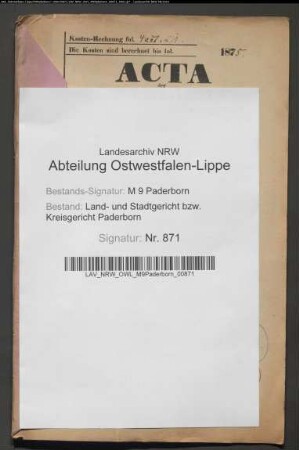 Kosten-Rechnung fol.
Die Kosten sind berechnet bis fol.
1875
ACTA
Landesarchiv NRW
Abteilung Ostwestfalen-Lippe
Bestands-Signatur: M 9 Paderborn
Bestand: Land- und Stadtgericht bzw.
Kreisgericht Paderborn
Signatur: Nr. 871
LAV_NRW_OWL_M9Paderborn_00871